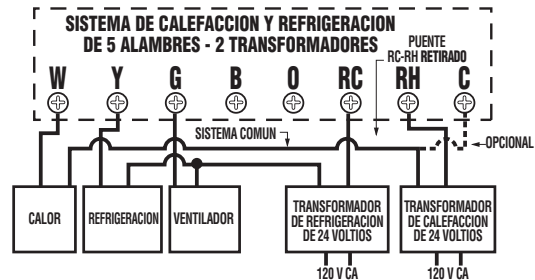 SISTEMA DE CALEFACCION Y REFRIGERACION
DE 5 ALAMBRES - 2 TRANSFORMADORES
PUENTE
RC-RH RETIRADO
W Y G B O RC RH C
SISTEMA COMUN
OPCIONAL
CALOR
REFRIGERACION
VENTILADOR
TRANSFORMADOR
DE REFRIGERACION
DE 24 VOLTIOS
TRANSFORMADOR
DE CALEFACCION
DE 24 VOLTIOS
120 V CA
120 V CA